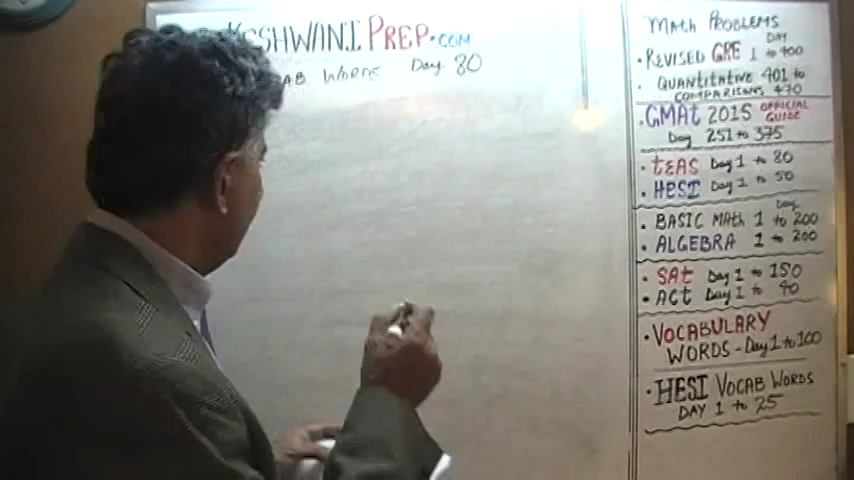 KESHWANI PREP.COM
VOCAB WORDS Day 80
MATH PROBLEMS
DAY
• REVISED GRE 1 to 400
• QUANTITATIVE 401 to
COMPARISONS 470
• GMAT 2015 OFFICIAL GUIDE
Day 251 to 375
• TEAS Day 1 to 80
• HESI Day 1 to 50
Day
• BASIC MATH 1 to 200
• ALGEBRA 1 to 200
• SAT Day 1 to 150
• ACT Day 1 to 90
• VOCABULARY
WORDS - Day 1 to 100
• HESI VOCAB WORDS
DAY 1 to 25